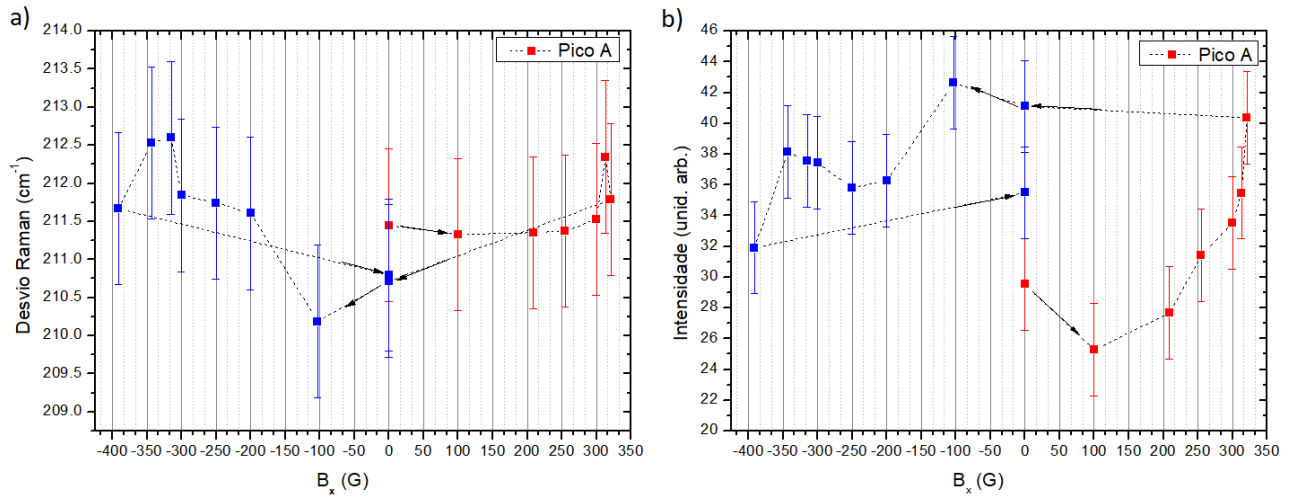 a)
Desvio Raman (cm⁻¹)
214.0
213.5
213.0
212.5
212.0
211.5
211.0
210.5
210.0
209.5
209.0
Pico A
-400 -350 -300 -250 -200 -150 -100 -50 0 50 100 150 200 250 300 350
Bₓ (G)
b)
Intensidade (unid. arb.)
46
44
42
40
38
36
34
32
30
28
26
24
22
20
Pico A
-400 -350 -300 -250 -200 -150 -100 -50 0 50 100 150 200 250 300 350
Bₓ (G)